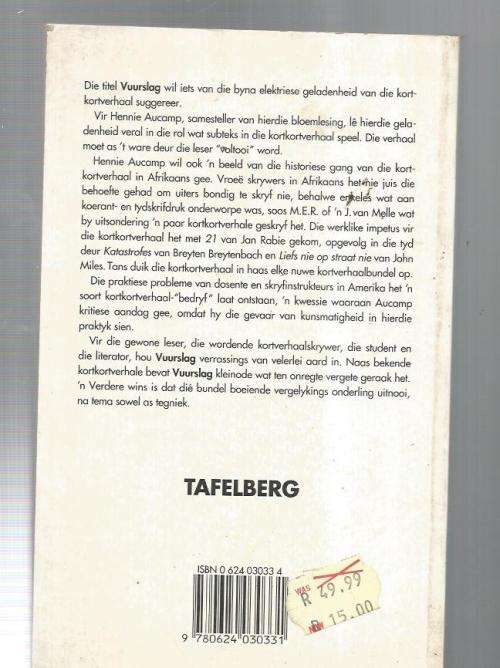 Die titel Vuurslag wil iets van die byna elektriese gelade​nheid van die kort-
kortverhaal suggereer.
Vir Hennie Aucamp, samesteller van hierdie bloemlesing, lê hierdie gela-
denheid veral in die rol wat subteks in die kortkortverhaal speel. Die verhaal
moet as 't ware deur die leser "voltooi" word.
Hennie Aucamp wil ook 'n beeld van die historiese gang van die kort-
kortverhaal in Afrikaans gee. Vroeë skrywers in Afrikaans het nie juis die
behoefte gehad om uiters bondig te skryf nie, behalwe enkeles wat aan
koerant- en tydskrifdruk onderworpe was, soos M.E.R. of 'n J. van Melle wat
by uitsondering 'n paar kortkortverhale geskryf het. Die werklike impetus vir
die kortkortverhaal het met 21 van Jan Rabie gekom, opgevolg in die tyd
deur Katastrofes van Breyten Breytenbach en Liefs nie op straat nie van John
Miles. Tans duik die kortkortverhaal in haas elke nuwe kortverhaalbundel op.
Die praktiese probleme van dosente en skryfinstrukteurs in Amerika het 'n
soort kortkortverhaal-"bedryf" laat ontstaan, 'n kwessie waaraan Aucamp
kritiese aandag gee, omdat hy die gevaar van kunsmatigheid in hierdie
praktyk sien.
Vir die gewone leser, die wordende kortverhaalskrywer, die student en
die literator, hou Vuurslag verrassings van velerlei aard in. Naas bekende
kortkortverhale bevat Vuurslag kleinode wat ten onregte vergete geraak het.
'n Verdere wins is dat dié bundel boeiende vergelykings onderling uitnooi,
na tema sowel as tegniek.
TAFELBERG
ISBN 0 624 03033 4
9 780624 030331
WAS R 49.99
NOW R 15.00